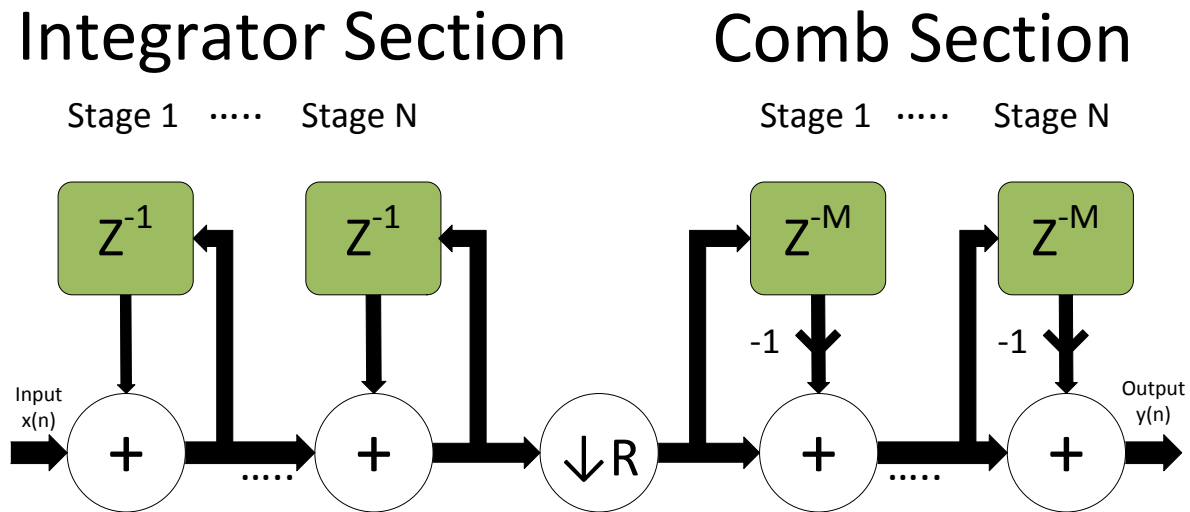 Integrator Section Comb Section
Stage 1 ..... Stage N Stage 1 ..... Stage N
Z-1 Z-1 Z-M Z-M
-1 -1
Input
x(n)
Output
y(n)
+ + ↓R + +
..... .....